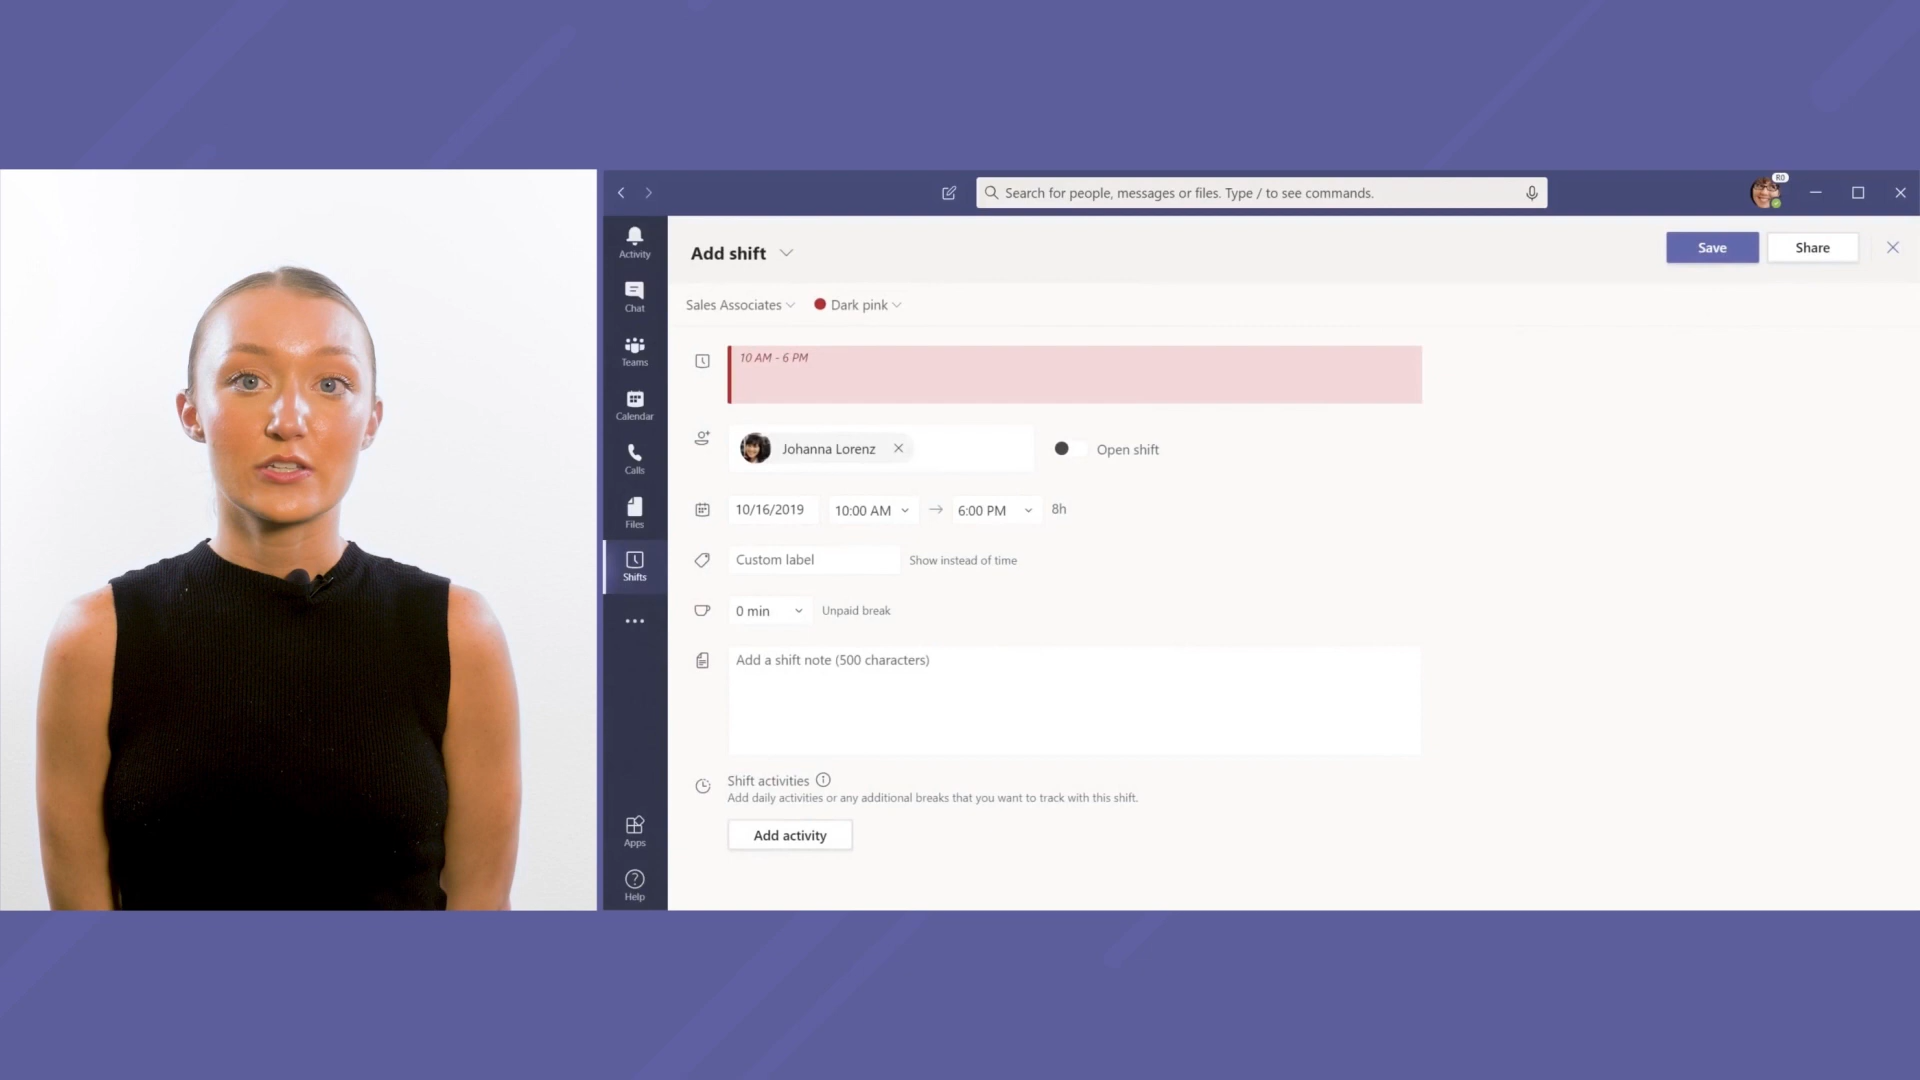 Search for people, messages or files. Type / to see commands.
RO
Activity
Chat
Teams
Calendar
Calls
Files
Shifts
Apps
Help
Add shift
Save
Share
Sales Associates
Dark pink
10 AM - 6 PM
Johanna Lorenz
Open shift
10/16/2019
10:00 AM
6:00 PM
8h
Custom label
Show instead of time
0 min
Unpaid break
Add a shift note (500 characters)
Shift activities
Add daily activities or any additional breaks that you want to track with this shift.
Add activity